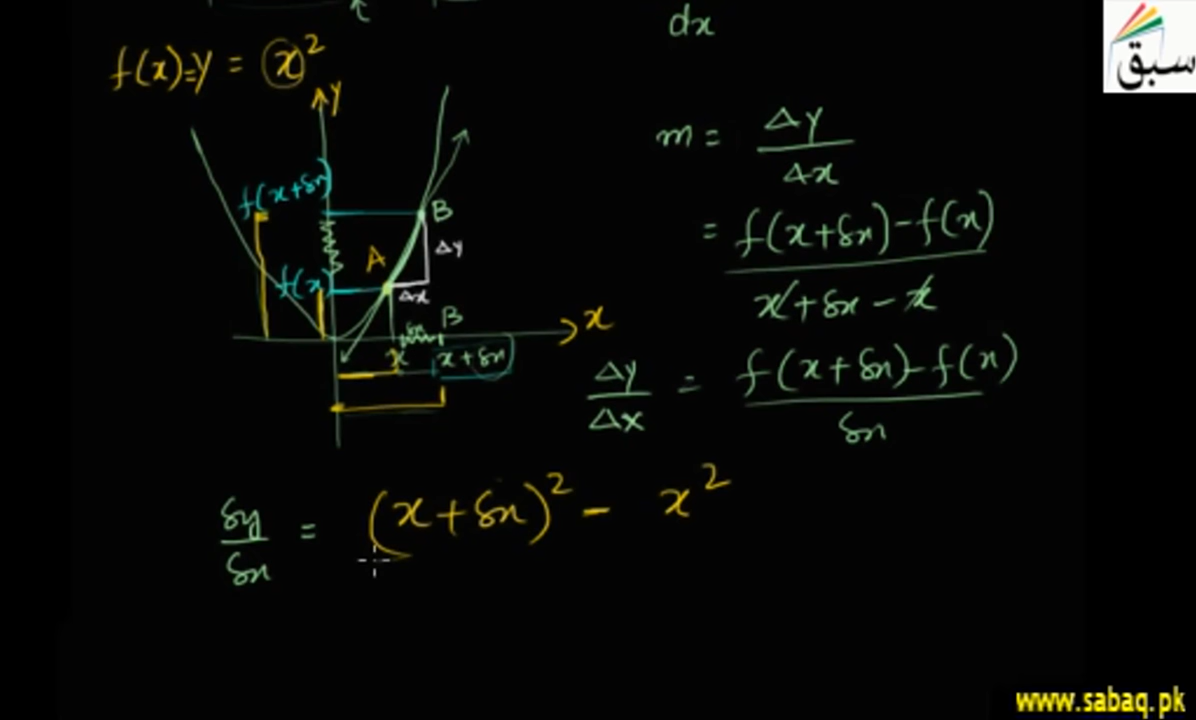 dx
سبق
f(x)=y = x²
y
m = Δy/Δx
f(x+δx)
B
= f(x+δx)-f(x)/x+δx-x
A
Δy
f(x)
Δx
δx
B
x
x
x+δx
Δy/Δx = f(x+δx)-f(x)/δx
δy/δx = (x+δx)² - x²
www.sabaq.pk